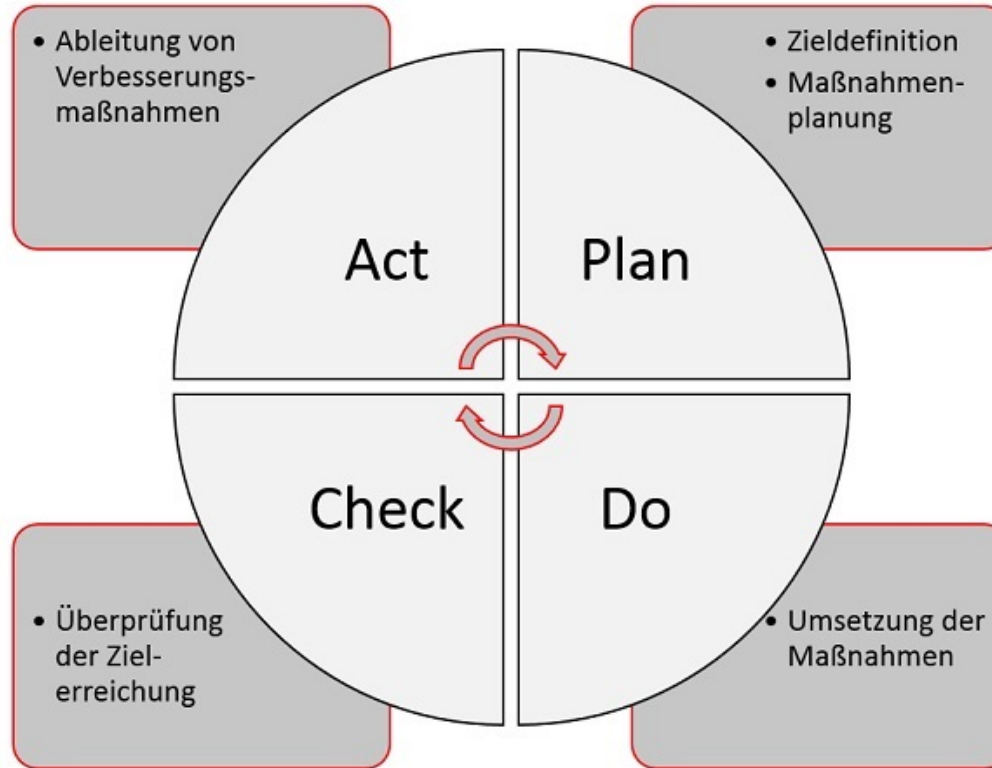 • Ableitung von
Verbesserungs-
maßnahmen
• Zieldefinition
• Maßnahmen-
planung
Act
Plan
Check
Do
• Überprüfung
der Ziel-
erreichung
• Umsetzung der
Maßnahmen